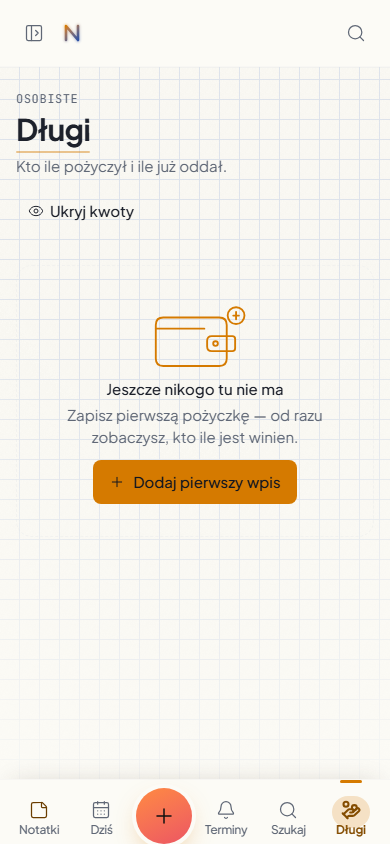 N
OSOBISTE
Długi
Kto ile pożyczył i ile już oddał.
Ukryj kwoty
Jeszcze nikogo tu nie ma
Zapisz pierwszą pożyczkę — od razu
zobaczysz, kto ile jest winien.
+ Dodaj pierwszy wpis
Notatki
Dziś
+
Terminy
Szukaj
Długi